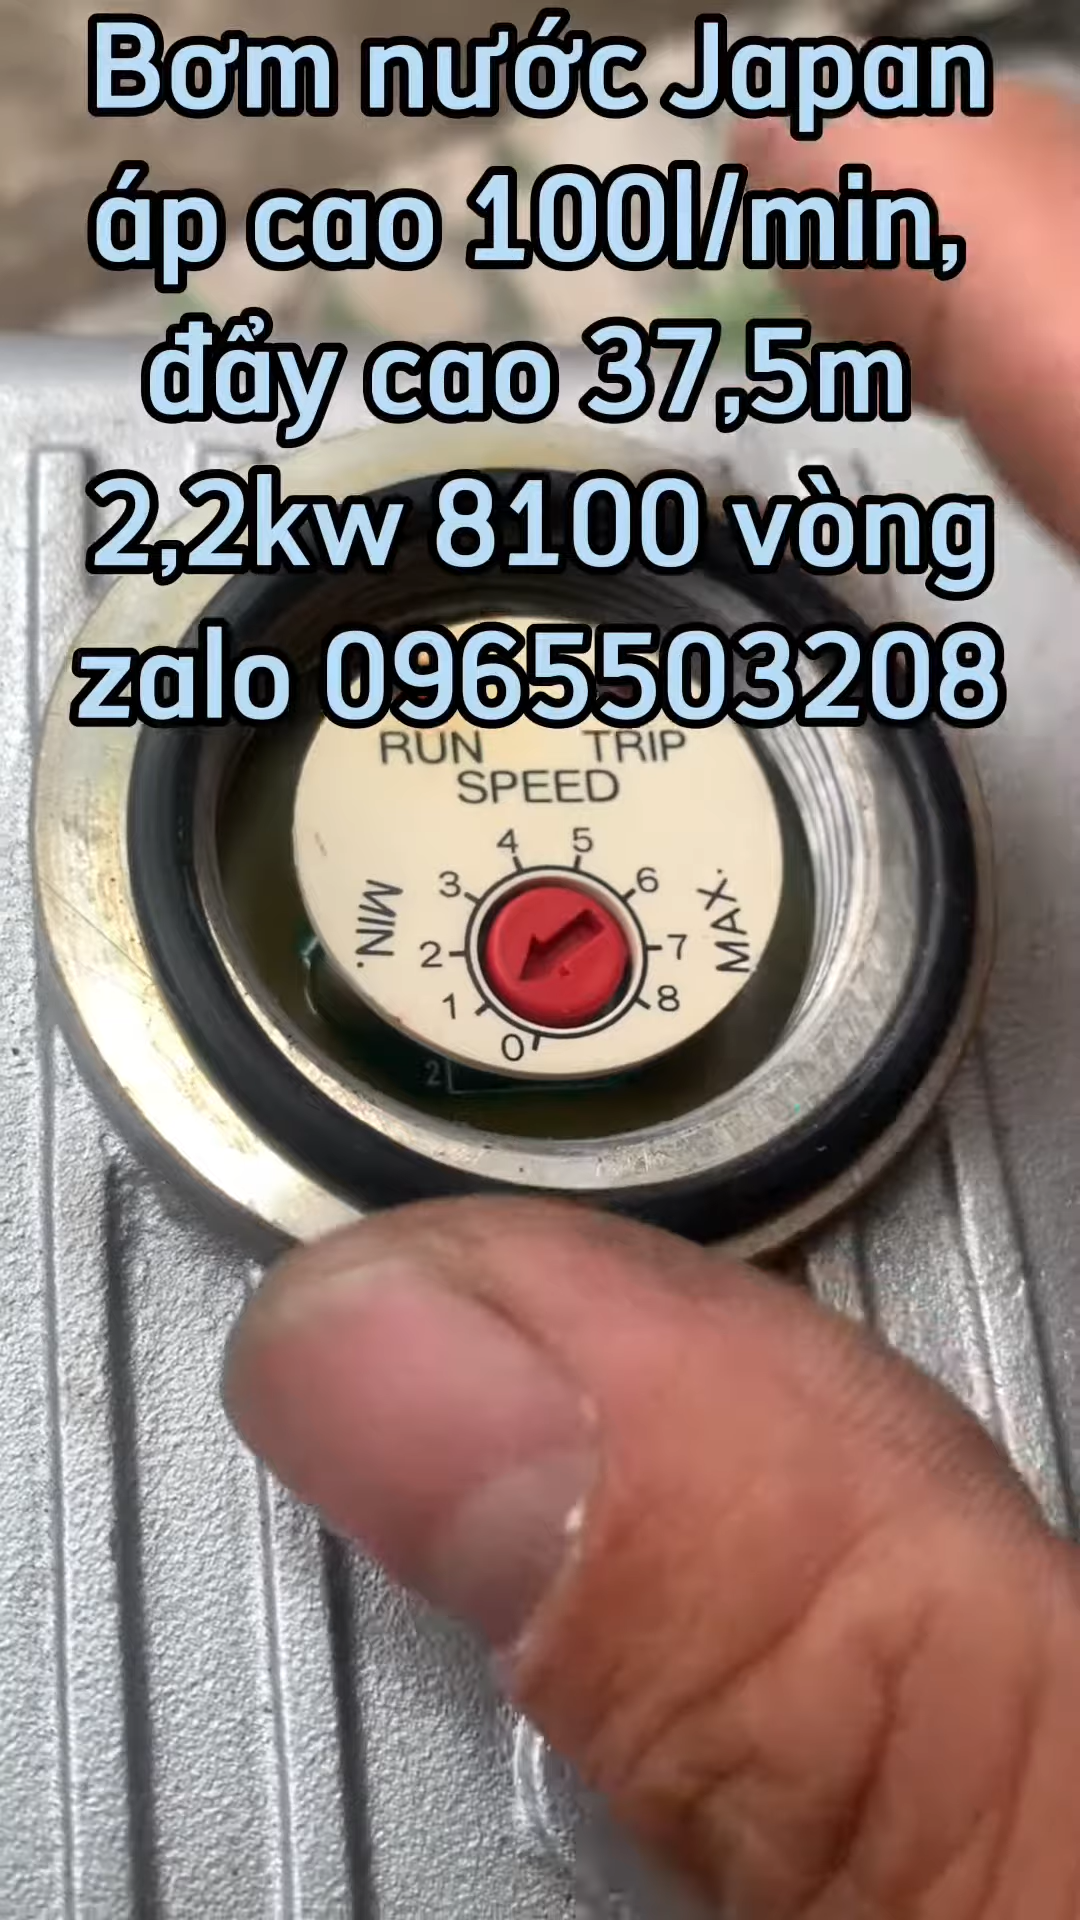 Bơm nước Japan
áp cao 100l/min,
đẩy cao 37,5m
2,2kw 8100 vòng
zalo 0965503208
RUN TRIP
SPEED
4 5
3 6
MIN. MAX.
2 7
1 8
0
2